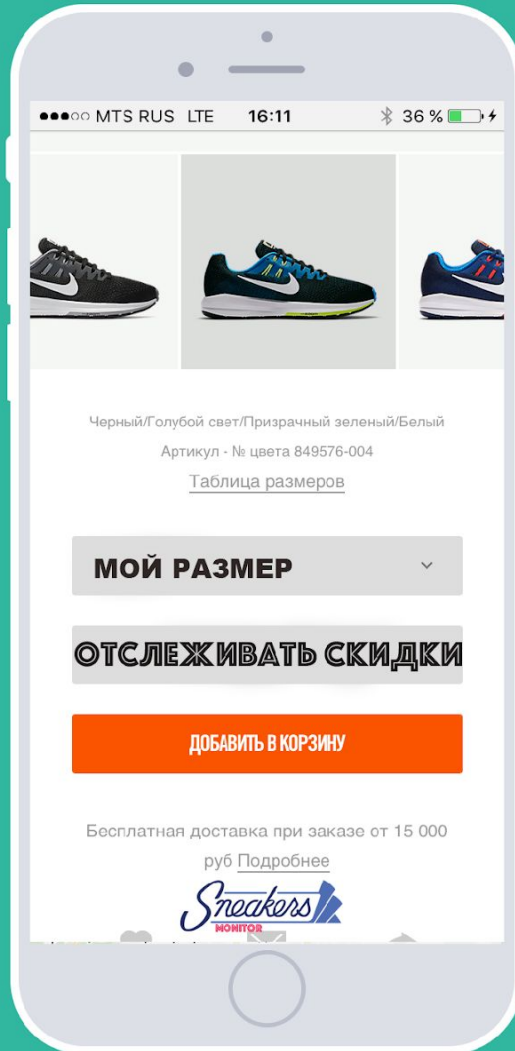 MTS RUS LTE 16:11 36 %
Черный/Голубой свет/Призрачный зеленый/Белый
Артикул - № цвета 849576-004
Таблица размеров
МОЙ РАЗМЕР
ОТСЛЕЖИВАТЬ СКИДКИ
ДОБАВИТЬ В КОРЗИНУ
Бесплатная доставка при заказе от 15 000
руб Подробнее
Sneakers
MONITOR